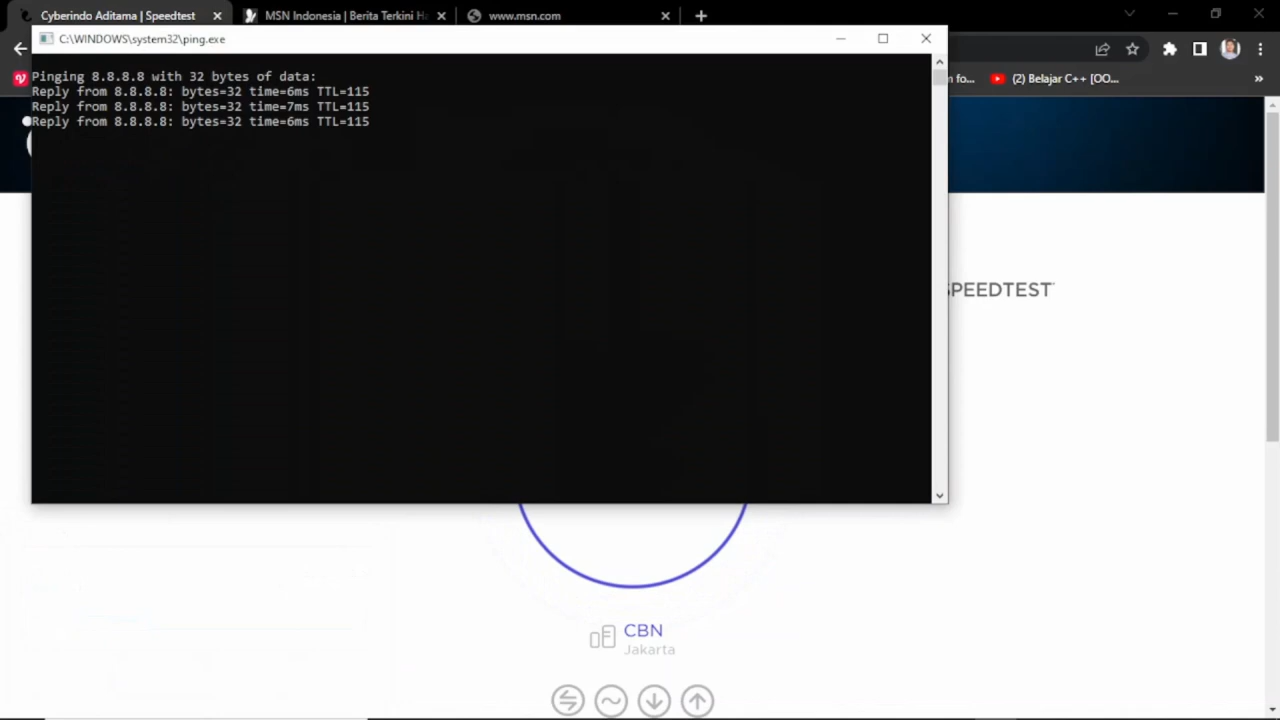 Cyberindo Aditama | Speedtest
MSN Indonesia | Berita Terkini Ha
www.msn.com
C:\WINDOWS\system32\ping.exe
fo...
(2) Belajar C++ [OO...
Pinging 8.8.8.8 with 32 bytes of data:
Reply from 8.8.8.8: bytes=32 time=6ms TTL=115
Reply from 8.8.8.8: bytes=32 time=7ms TTL=115
Reply from 8.8.8.8: bytes=32 time=6ms TTL=115
SPEEDTEST
CBN
Jakarta